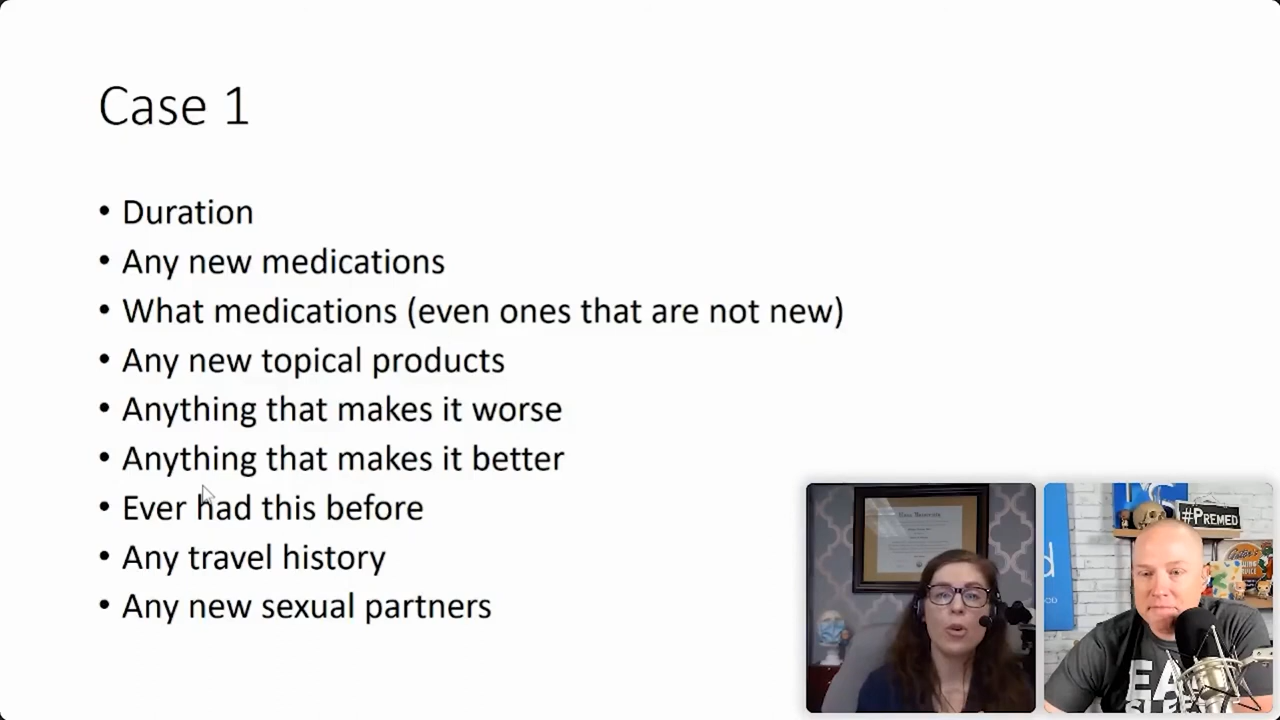 Case 1
• Duration
• Any new medications
• What medications (even ones that are not new)
• Any new topical products
• Anything that makes it worse
• Anything that makes it better
• Ever had this before
• Any travel history
• Any new sexual partners
#PREMED
EA